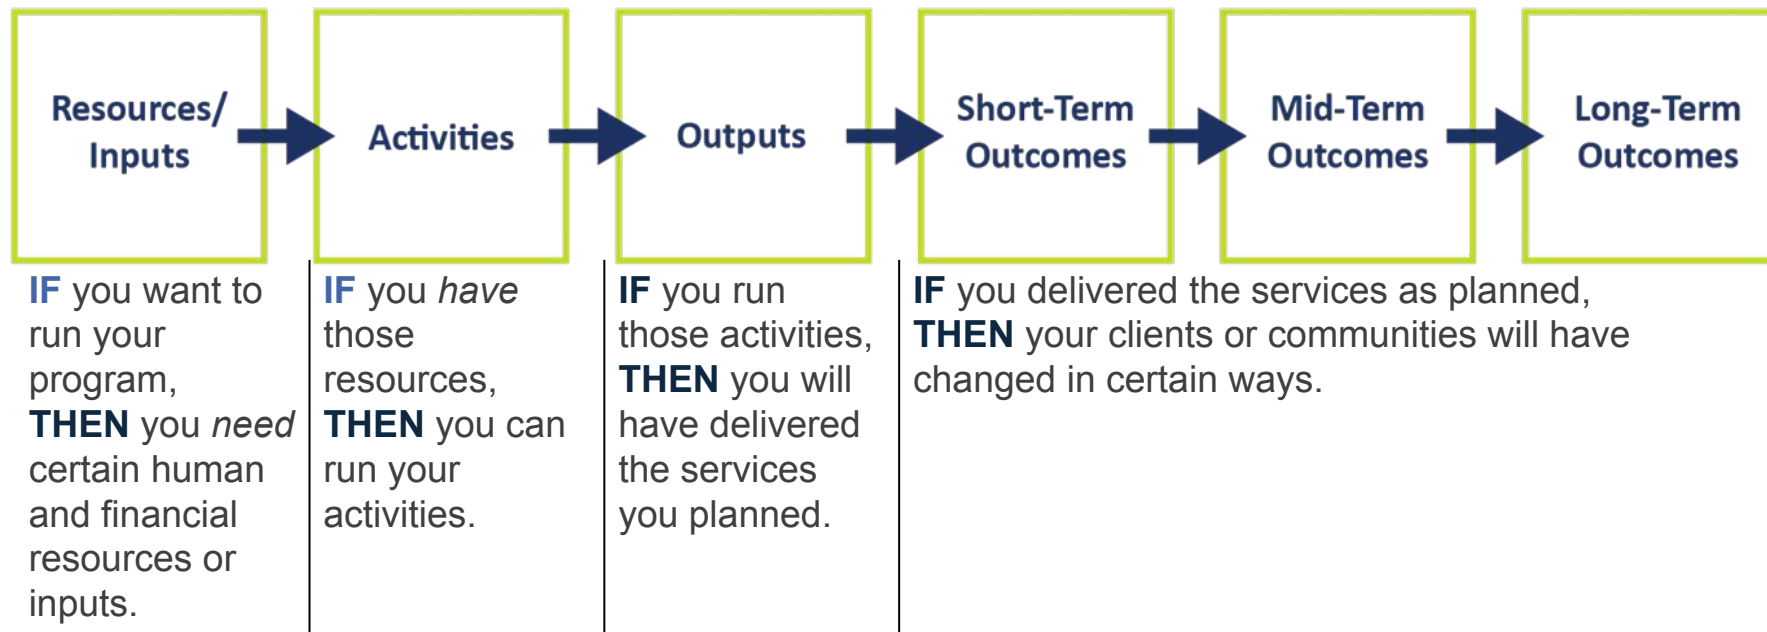 Resources/
Inputs
Activities
Outputs
Short-Term
Outcomes
Mid-Term
Outcomes
Long-Term
Outcomes
IF you want to
run your
program,
THEN you need
certain human
and financial
resources or
inputs.
IF you have
those
resources,
THEN you can
run your
activities.
IF you run
those activities,
THEN you will
have delivered
the services
you planned.
IF you delivered the services as planned,
THEN your clients or communities will have
changed in certain ways.